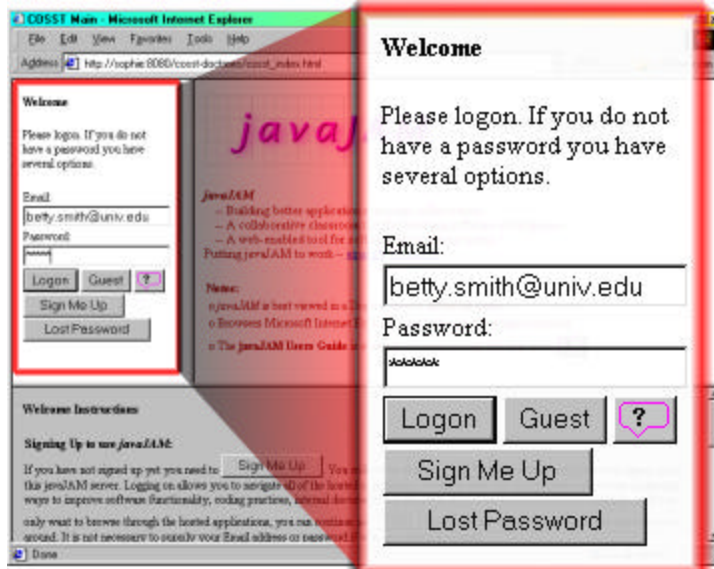 COSST Main - Microsoft Internet Explorer
File Edit View Favorites Tools Help
Address http://sophie:8080/cosst-doctrees/cosst_index.html
Welcome
Please logon. If you do not
have a password you have
several options.
Email:
betty.smith@univ.edu
Password:
*****
Logon Guest ?
Sign Me Up
Lost Password
javaJ
javaJAM
-- Building better applicatio
-- A collaborative classroom
-- A web-enabled tool for
Putting javaJAM to work --
Notes:
o javaJAM is best viewed in a
o Browsers Microsoft Internet
o The javaJAM Users Guide
Welcome Instructions
Signing Up to use javaJAM:
If you have not signed up yet you need to Sign Me Up You
this javaJAM server. Logging on allows you to navigate all of the hosted
ways to improve software functionality, coding practices, internal
only want to browse through the hosted applications, you can
around. It is not necessary to supply your Email address or password
Done
Welcome
Please logon. If you do not
have a password you have
several options.
Email:
betty.smith@univ.edu
Password:
*****
Logon Guest ?
Sign Me Up
Lost Password